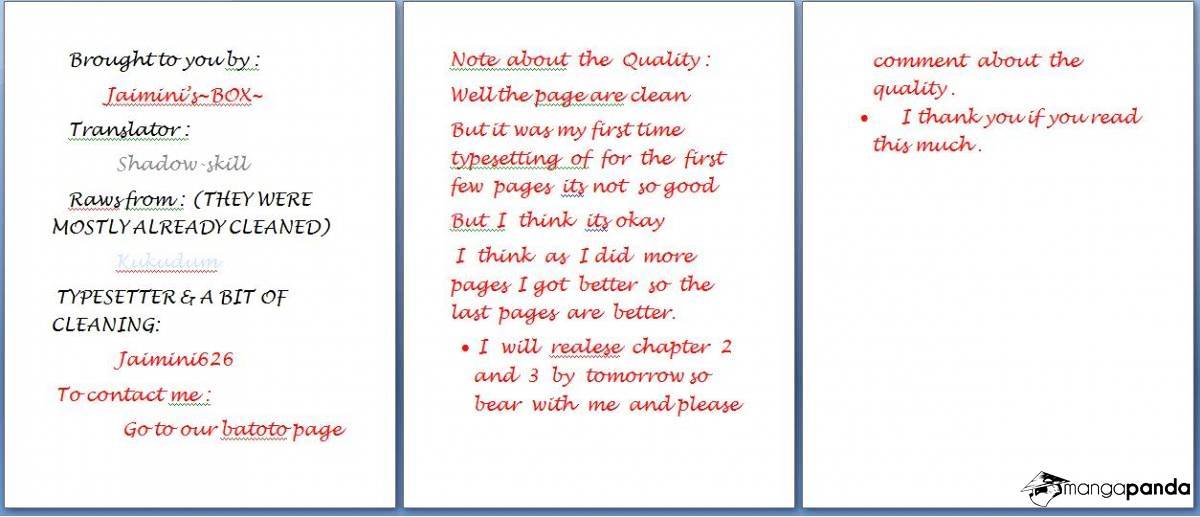 Brought to you by :
Jaimini's~BOX~
Translator :
Shadow-skill
Raws from : (THEY WERE
MOSTLY ALREADY CLEANED)
Kukudum
TYPESETTER & A BIT OF
CLEANING:
Jaimini626
To contact me :
Go to our batoto page
Note about the Quality :
Well the page are clean
But it was my first time
typesetting of for the first
few pages its not so good
But I think its okay
I think as I did more
pages I got better so the
last pages are better.
• I will realese chapter 2
and 3 by tomorrow so
bear with me and please
comment about the
quality .
• I thank you if you read
this much .
mangapanda